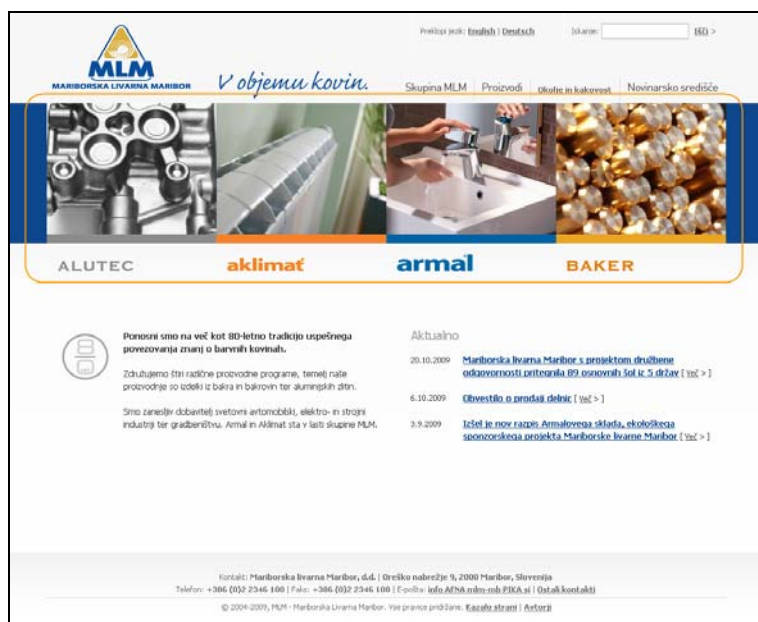 Preklopi jezik: English | Deutsch
Iskanje: IŠČI >
MLM
MARIBORSKA LIVARNA MARIBOR
V objemu kovin.
Skupina MLM | Proizvodi | Okolje in kakovost | Novinarsko središče
ALUTEC
aklimat
armal
BAKER
Ponosni smo na več kot 80-letno tradicijo uspešnega
povezovanja znanj o barvnih kovinah.
Združujemo štiri različne proizvodne programe, temelj naše
proizvodnje so izdelki iz bakra in bakrovin ter aluminijskih zlitin.
Smo zanesljiv dobavitelj svetovni avtomobilski, elektro- in strojni
industriji ter gradbeništvu. Armal in Aklimat sta v lasti skupine MLM.
Aktualno
20.10.2009 Mariborska livarna Maribor s projektom družbene
odgovornosti pritegnila 89 osnovnih šol iz 5 držav [ Več > ]
6.10.2009 Obvestilo o prodaji delnic [ Več > ]
3.9.2009 Izšel je nov razpis Armalovega sklada, ekološkega
sponzorskega projekta Mariborske livarne Maribor [ Več > ]
Kontakt: Mariborska livarna Maribor, d.d. | Oreško nabrežje 9, 2000 Maribor, Slovenija
Telefon: +386 (0)2 2346 100 | Faks: +386 (0)2 2346 108 | E-pošta: info AFNA mlm-mb PIKA si | Ostali kontakti
© 2004-2009, MLM - Mariborska Livarna Maribor. Vse pravice pridržane. Kazalo strani | Avtorji